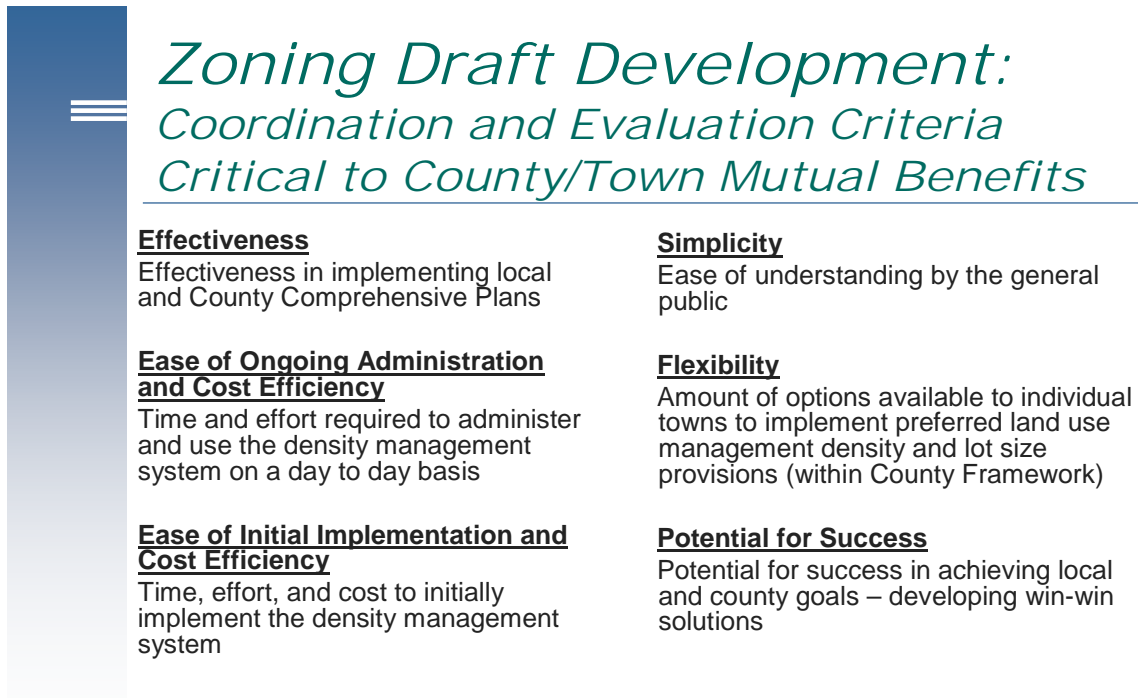 Zoning Draft Development:
Coordination and Evaluation Criteria
Critical to County/Town Mutual Benefits
Effectiveness
Effectiveness in implementing local
and County Comprehensive Plans
Ease of Ongoing Administration
and Cost Efficiency
Time and effort required to administer
and use the density management
system on a day to day basis
Ease of Initial Implementation and
Cost Efficiency
Time, effort, and cost to initially
implement the density management
system
Simplicity
Ease of understanding by the general
public
Flexibility
Amount of options available to individual
towns to implement preferred land use
management density and lot size
provisions (within County Framework)
Potential for Success
Potential for success in achieving local
and county goals – developing win-win
solutions